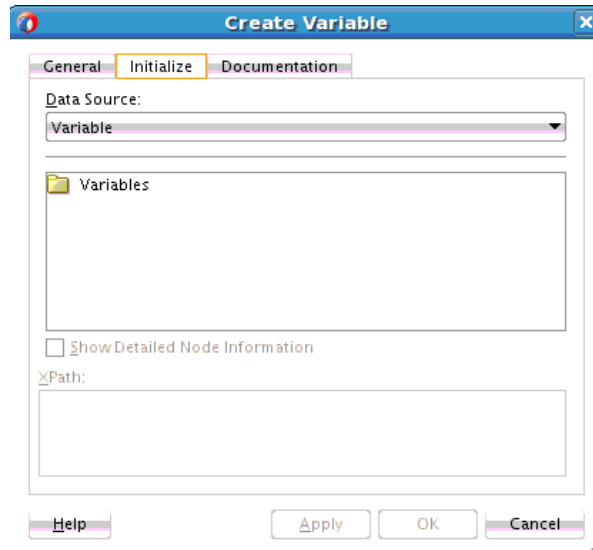 Create Variable
General Initialize Documentation
Data Source:
Variable
Variables
Show Detailed Node Information
XPath:
Help Apply OK Cancel